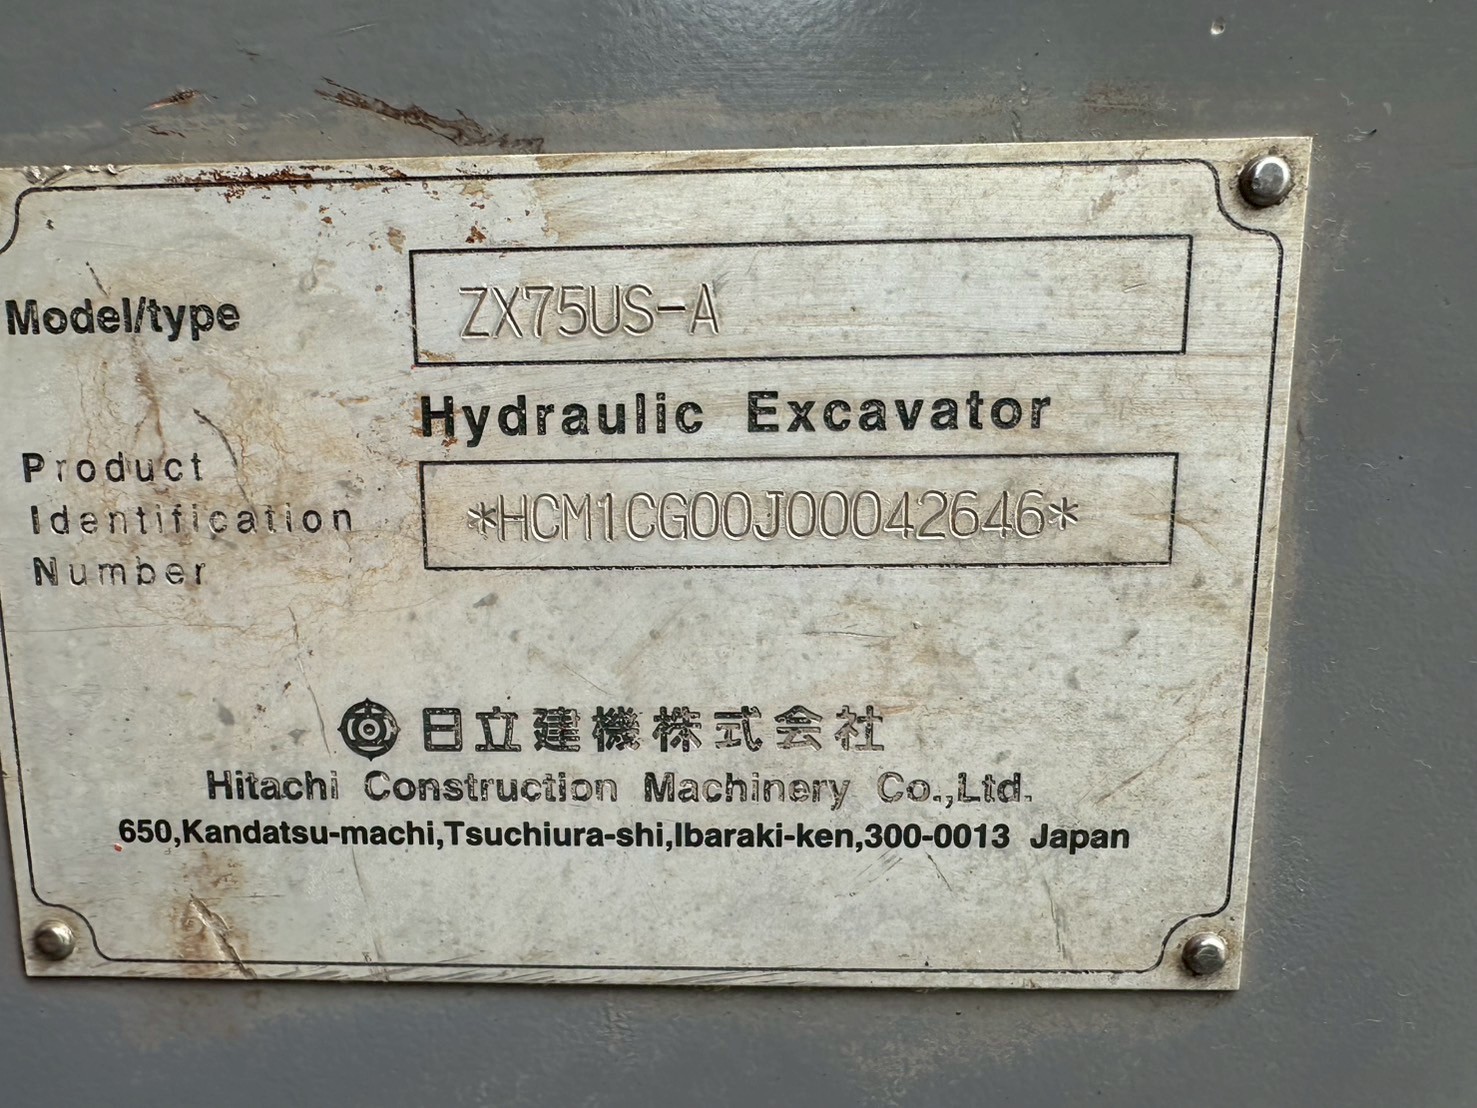 Model/type ZX75US-A
Hydraulic Excavator
Product
Identification
Number
*HCM1CG00J00042646*
日立建機株式会社
Hitachi Construction Machinery Co.,Ltd.
650,Kandatsu-machi,Tsuchiura-shi,Ibaraki-ken,300-0013 Japan